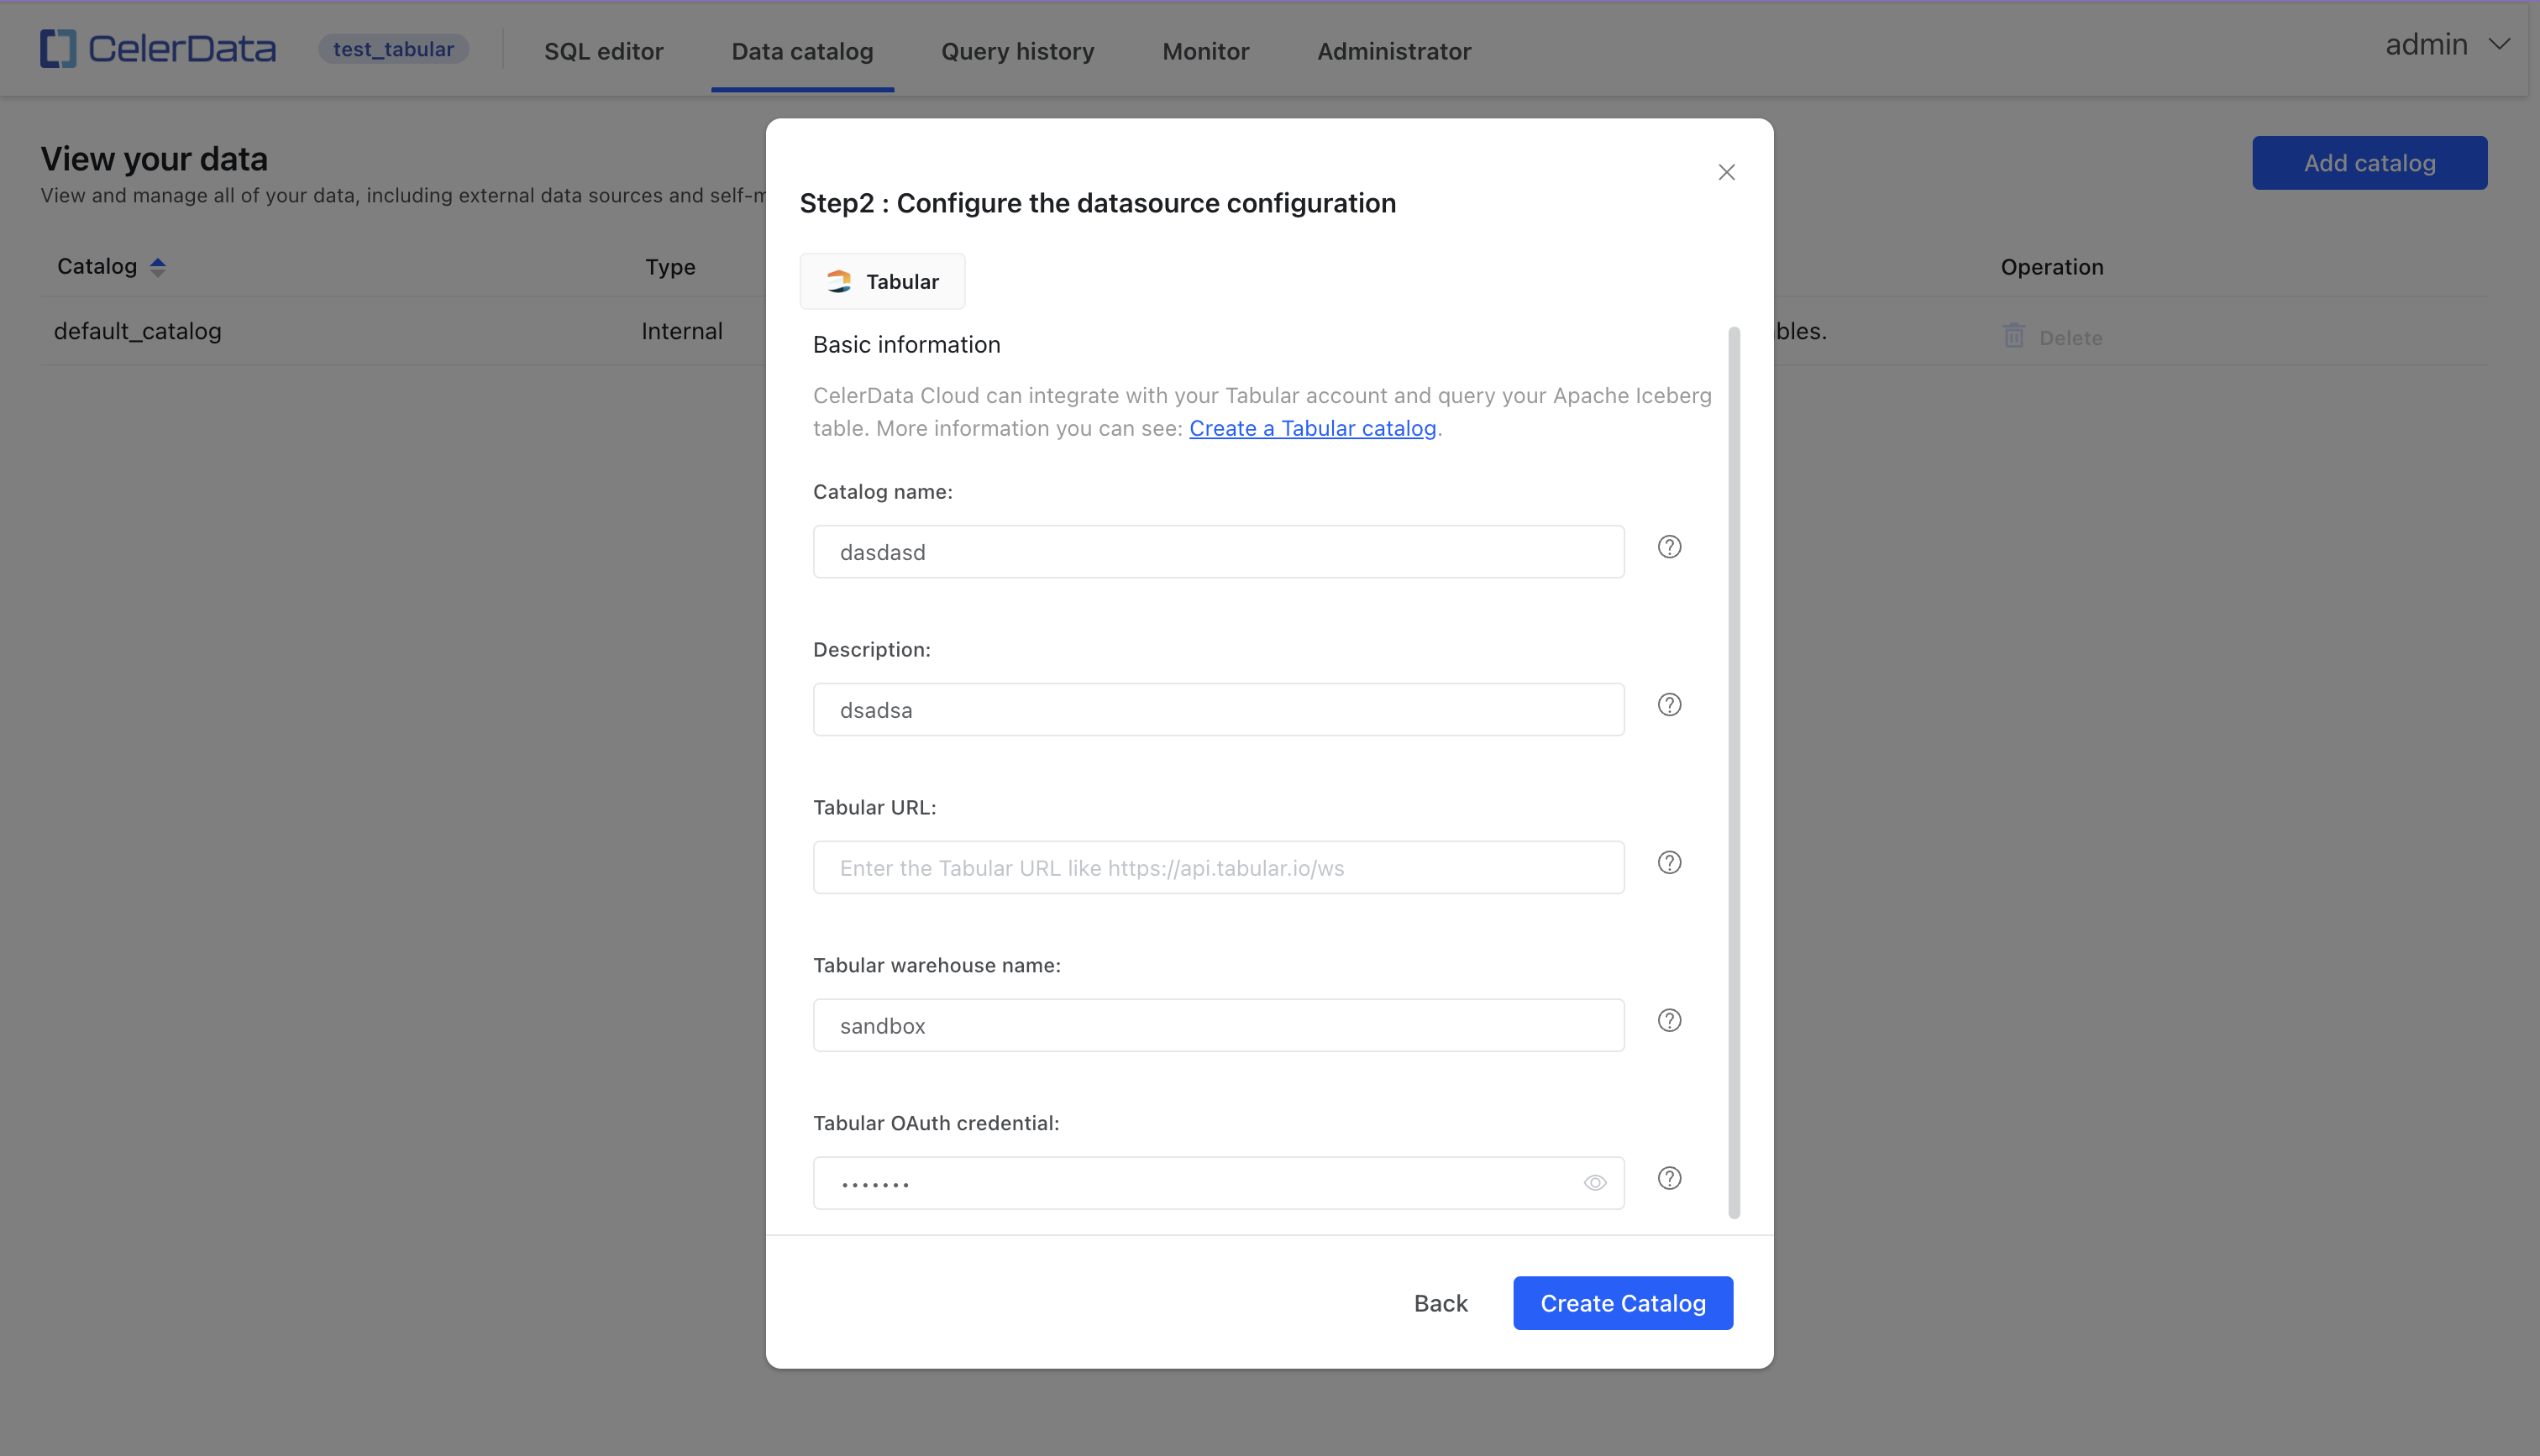 CelerData
test_tabular
SQL editor
Data catalog
Query history
Monitor
Administrator
admin
View your data
View and manage all of your data, including external data sources and self-m
Add catalog
Catalog
Type
Operation
default_catalog
Internal
bles.
Delete
Step2 : Configure the datasource configuration
Tabular
Basic information
CelerData Cloud can integrate with your Tabular account and query your Apache Iceberg
table. More information you can see: Create a Tabular catalog.
Catalog name:
dasdasd
Description:
dsadsa
Tabular URL:
Enter the Tabular URL like https://api.tabular.io/ws
Tabular warehouse name:
sandbox
Tabular OAuth credential:
•••••••
Back
Create Catalog